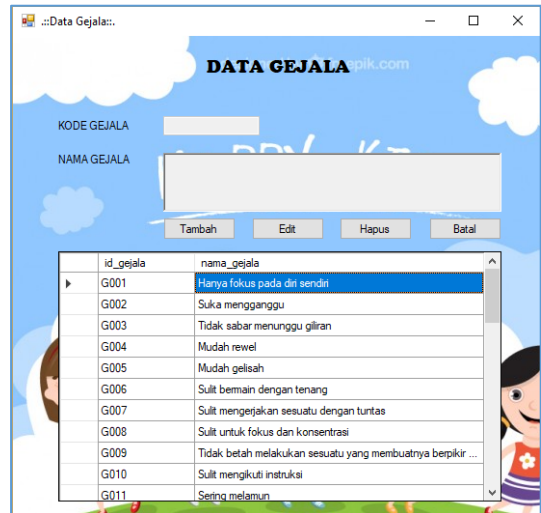 .::Data Gejala::.
DATA GEJALA
epik.com
KODE GEJALA
NAMA GEJALA
Tambah Edit Hapus Batal
id_gejala nama_gejala
G001 Hanya fokus pada diri sendiri
G002 Suka mengganggu
G003 Tidak sabar menunggu giliran
G004 Mudah rewel
G005 Mudah gelisah
G006 Sulit bermain dengan tenang
G007 Sulit mengerjakan sesuatu dengan tuntas
G008 Sulit untuk fokus dan konsentrasi
G009 Tidak betah melakukan sesuatu yang membuatnya berpikir ...
G010 Sulit mengikuti instruksi
G011 Sering melamun